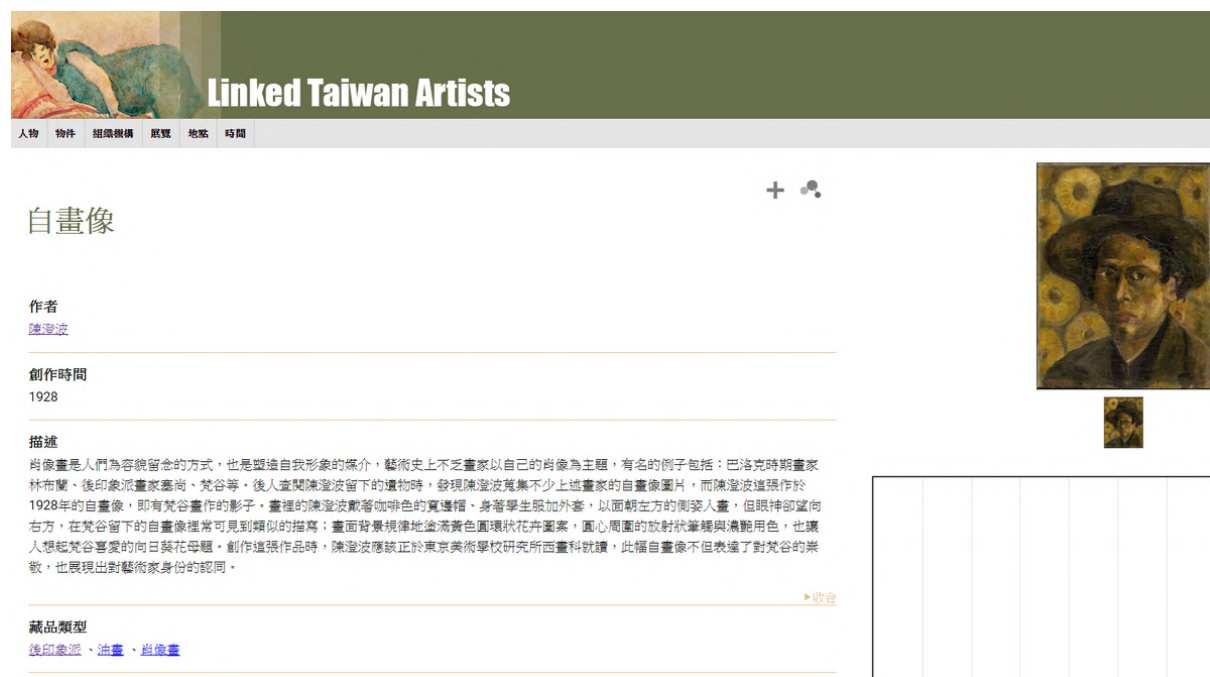 Linked Taiwan Artists
人物 物件 組織機構 展覽 地點 時間
自畫像
作者
陳澄波
創作時間
1928
描述
肖像畫是人們為容貌留念的方式，也是塑造自我形象的媒介，藝術史上不乏畫家以自己的肖像為主題，有名的例子包括：巴洛克時期畫家
林布蘭、後印象派畫家塞尚、梵谷等。後人查閱陳澄波留下的遺物時，發現陳澄波蒐集不少上述畫家的自畫像圖片，而陳澄波這張作於
1928年的自畫像，即有梵谷畫作的影子。畫裡的陳澄波戴著咖啡色的寬邊帽、身著學生服加外套，以面朝左方的側姿入畫，但眼神卻望向
右方，在梵谷留下的自畫像裡常可見到類似的描寫；畫面背景規律地塗滿黃色圓環狀花卉圖案，圓心周圍的放射狀筆觸與濃艷用色，也讓
人想起梵谷喜愛的向日葵花母題。創作這張作品時，陳澄波應該正於東京美術學校研究所西畫科就讀，此幅自畫像不但表達了對梵谷的崇
敬，也展現出對藝術家身份的認同。
▶收合
藏品類型
後印象派、油畫、肖像畫